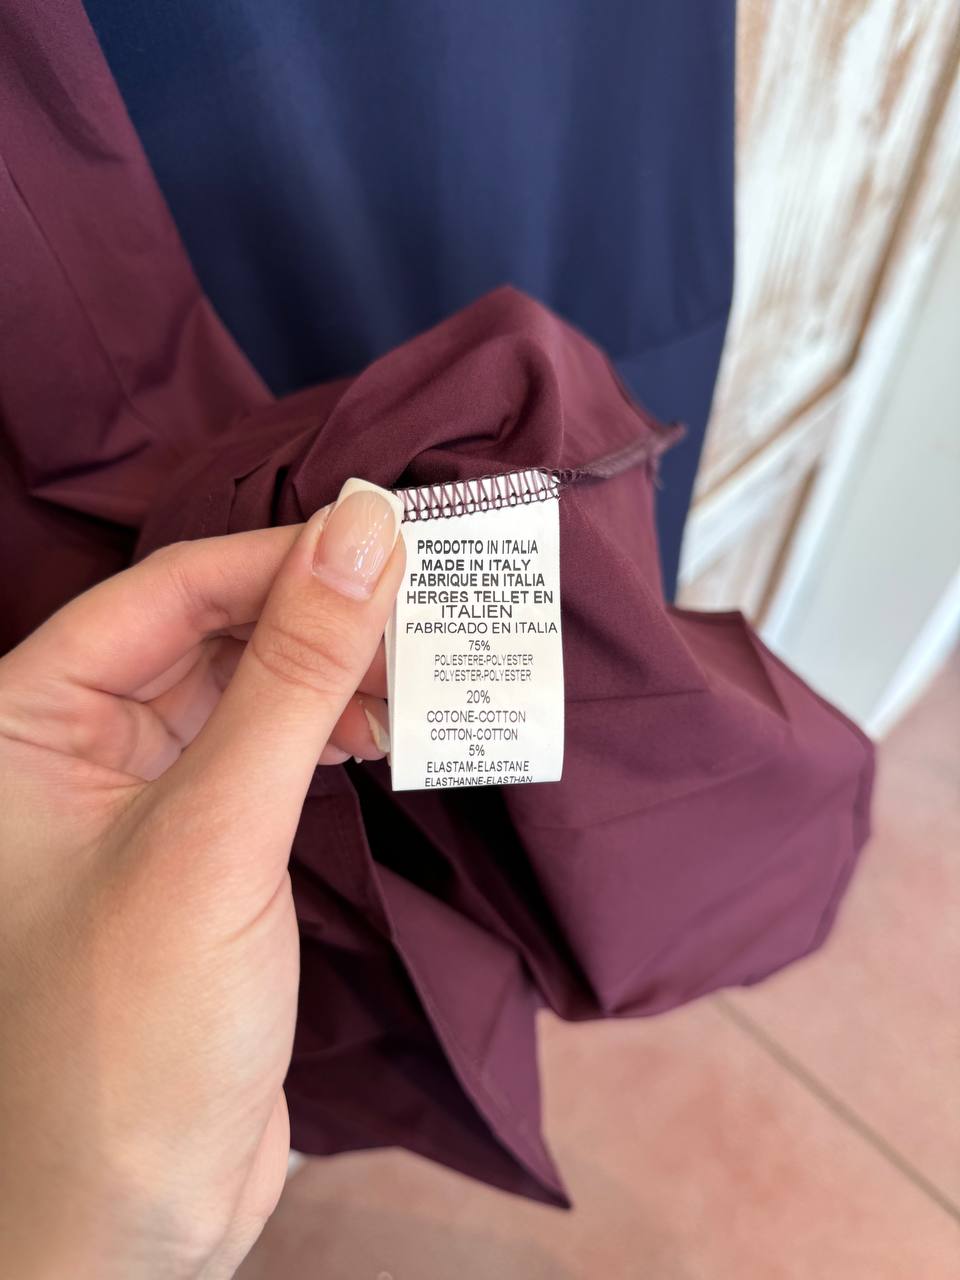 PRODOTTO IN ITALIA
MADE IN ITALY
FABRIQUE EN ITALIA
HERGES TELLET EN
ITALIEN
FABRICADO EN ITALIA
75%
POLIESTERE-POLYESTER
POLYESTER-POLYESTER
20%
COTONE-COTTON
COTTON-COTTON
5%
ELASTAM-ELASTANE
ELASTHANNE-ELASTHAN